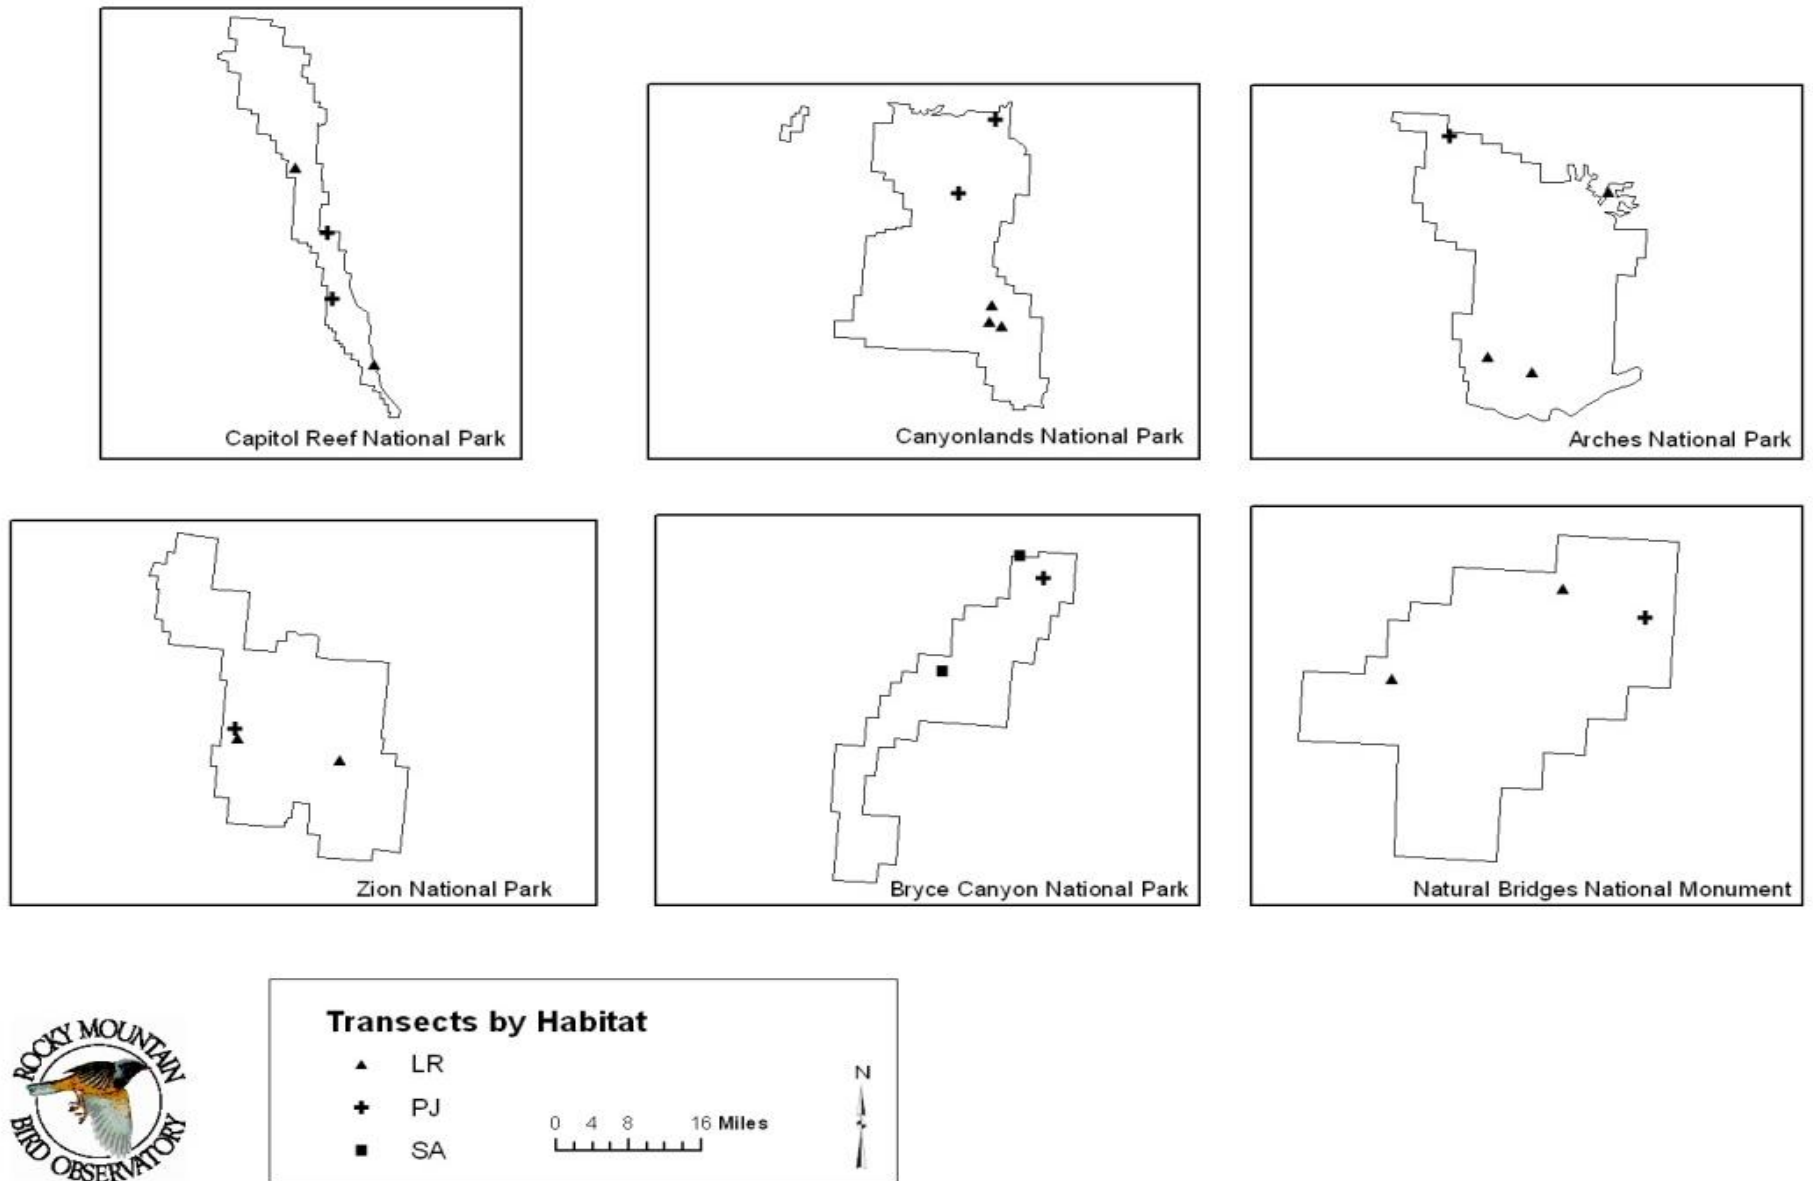 Capitol Reef National Park
Canyonlands National Park
Arches National Park
Zion National Park
Bryce Canyon National Park
Natural Bridges National Monument
ROCKY MOUNTAIN
BIRD OBSERVATORY
Transects by Habitat
LR
PJ
SA
0 4 8 16 Miles
N